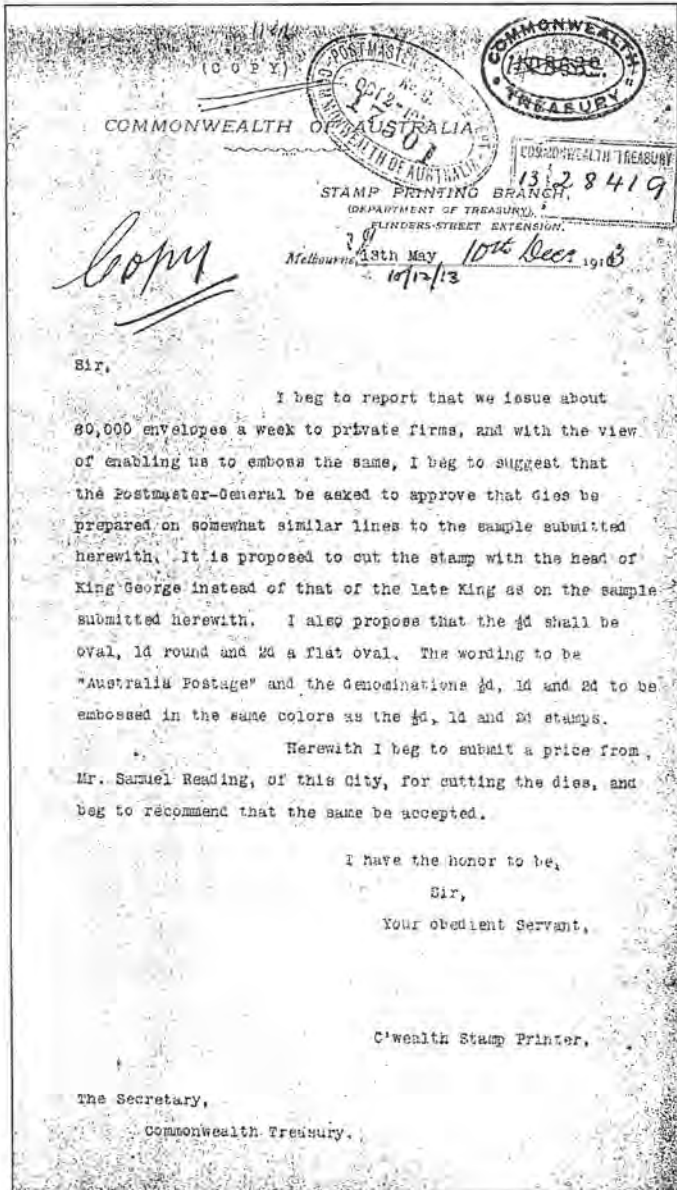 (COPY)
POSTMASTER
COMMONWEALTH OF AUSTRALIA
COMMONWEALTH
TREASURY
COMMONWEALTH OF AUSTRALIA
COMMONWEALTH TREASURY
13 28419
STAMP PRINTING BRANCH,
(DEPARTMENT OF TREASURY),
FLINDERS-STREET EXTENSION.
Copy
Melbourne, 13th May 10th Decr 1913
10/12/13
Sir,
I beg to report that we issue about
80,000 envelopes a week to private firms, and with the view
of enabling us to emboss the same, I beg to suggest that
the Postmaster-General be asked to approve that dies be
prepared on somewhat similar lines to the sample submitted
herewith. It is proposed to cut the stamp with the head of
King George instead of that of the late King as on the sample
submitted herewith. I also propose that the ½d shall be
oval, 1d round and 2d a flat oval. The wording to be
"Australia Postage" and the denominations ½d, 1d and 2d to be
embossed in the same colors as the ½d, 1d and 2d stamps.
Herewith I beg to submit a price from
Mr. Samuel Reading, of this City, for cutting the dies, and
beg to recommend that the same be accepted.
I have the honor to be,
Sir,
Your obedient Servant,
C'wealth Stamp Printer.
The Secretary,
Commonwealth Treasury.